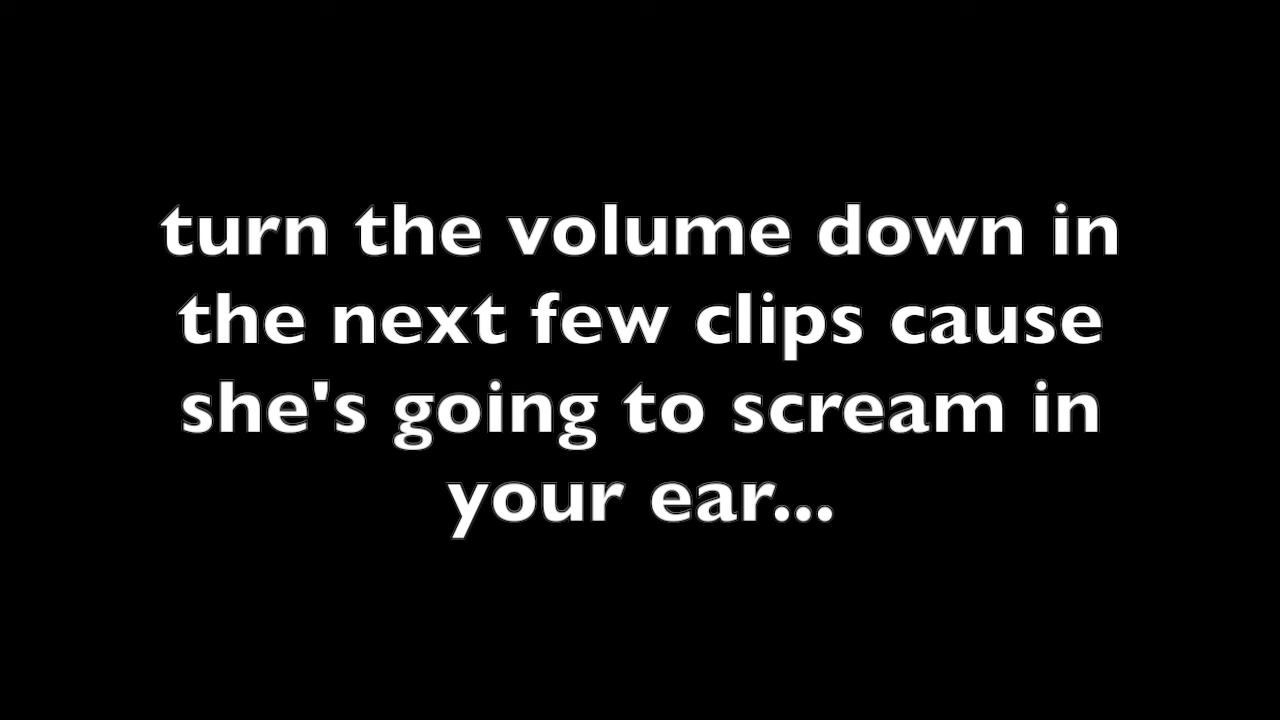 turn the volume down in
the next few clips cause
she's going to scream in
your ear...